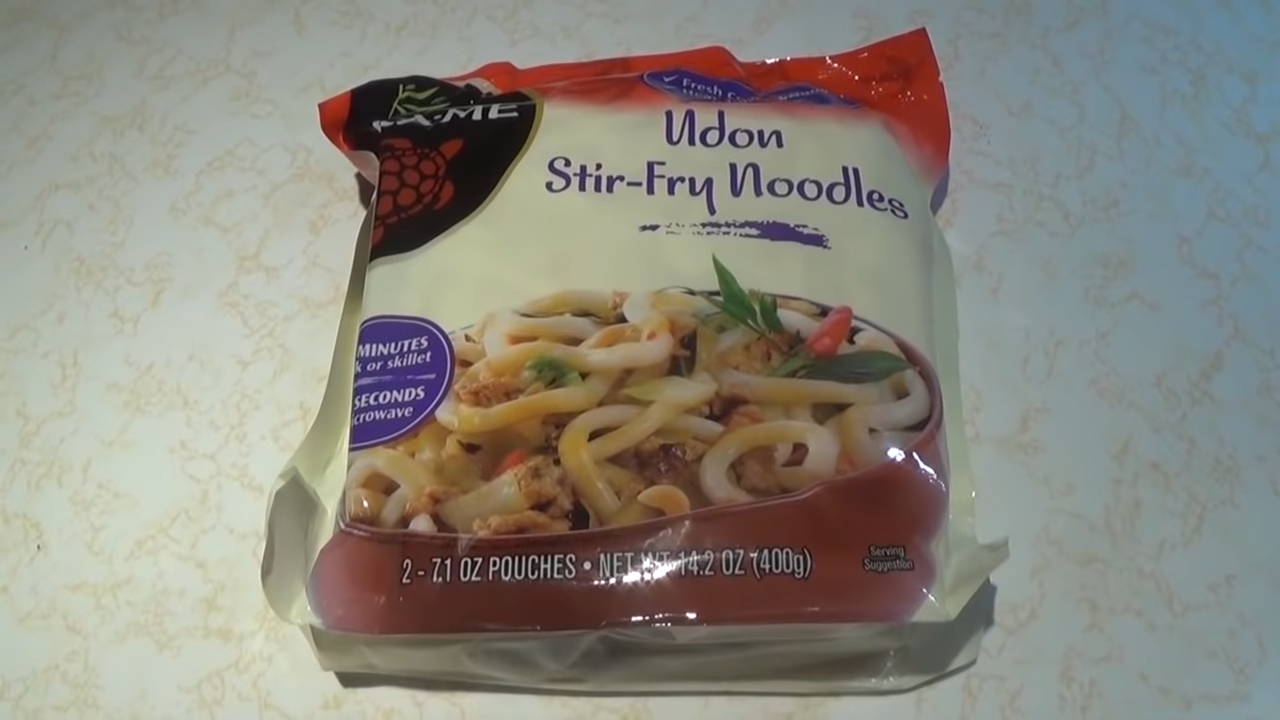 KA-ME
Fresh
Udon
Stir-Fry Noodles
MINUTES
k or skillet
SECONDS
crowave
2 - 7.1 OZ POUCHES • NET WT 14.2 OZ (400g)
Serving
Suggestion